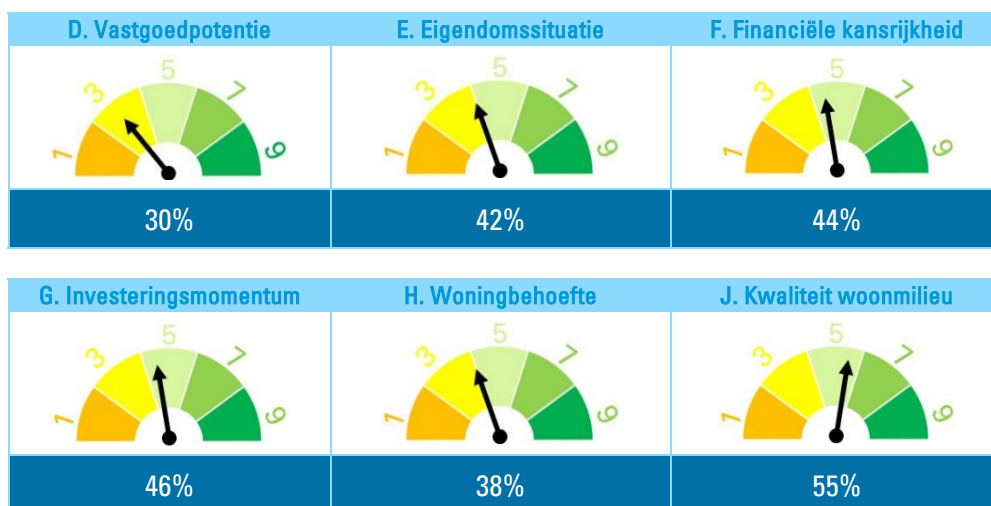 D. Vastgoedpotentie E. Eigendomssituatie F. Financiële kansrijkheid
1 3 5 7 9 1 3 5 7 9 1 3 5 7 9
30% 42% 44%
G. Investeringsmomentum H. Woningbehoefte J. Kwaliteit woonmilieu
1 3 5 7 9 1 3 5 7 9 1 3 5 7 9
46% 38% 55%